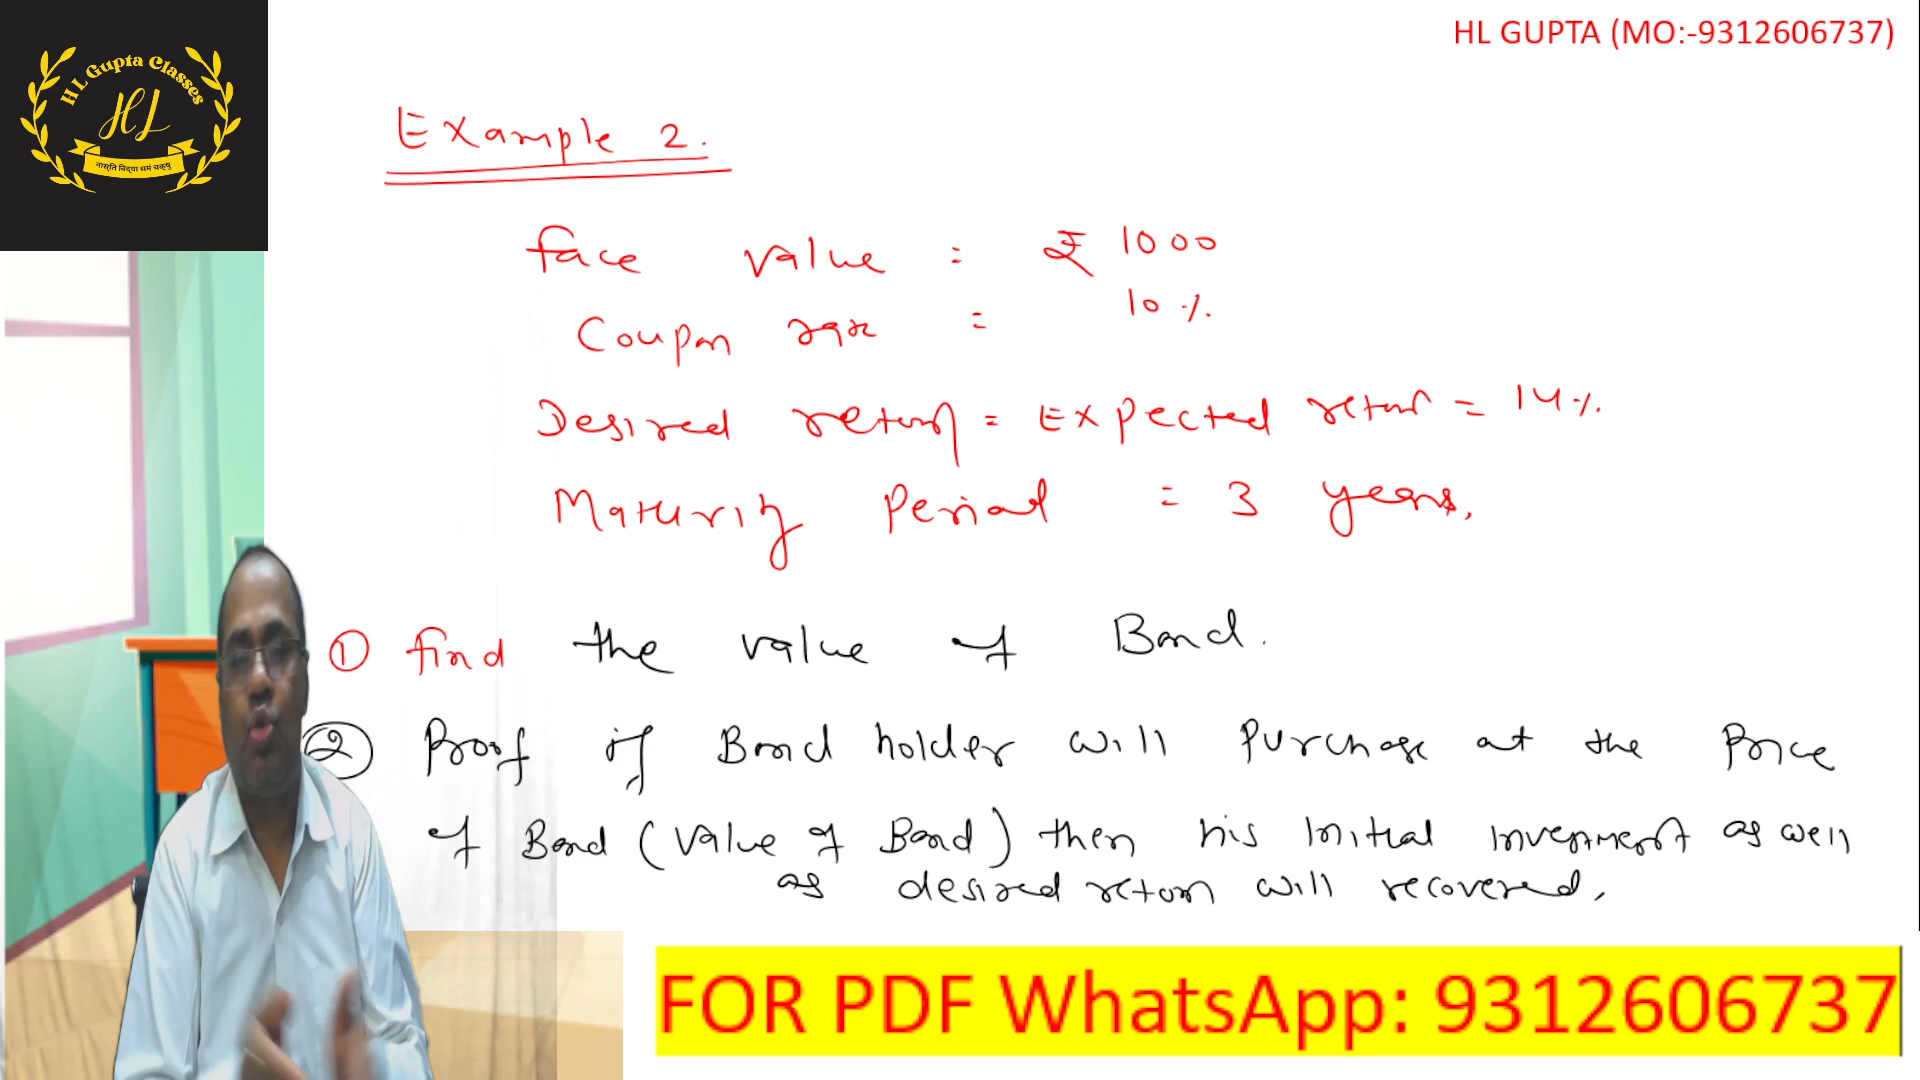 HL GUPTA (MO:-9312606737)
HL Gupta Classes
HL
नास्ति विद्या समं चक्षु
Example 2.
Face value = ₹ 1000
Coupon rate = 10 %
Desired return = Expected return = 14%
Maturity Period = 3 years,
① find the value of Bond.
② Proof if Bond holder will Purchase at the Price
of Bond (value of Bond) then his initial investment as well
as desired return will recovered,
FOR PDF WhatsApp: 9312606737